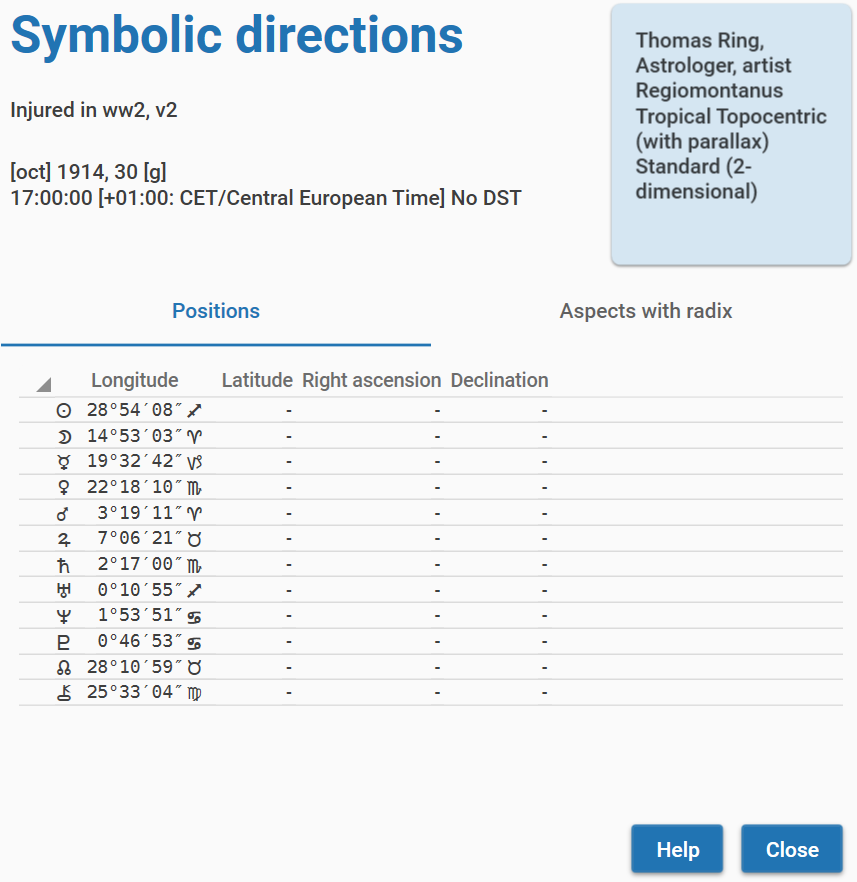 Symbolic directions
Injured in ww2, v2
[oct] 1914, 30 [g]
17:00:00 [+01:00: CET/Central European Time] No DST
Thomas Ring,
Astrologer, artist
Regiomontanus
Tropical Topocentric
(with parallax)
Standard (2-
dimensional)
Positions Aspects with radix
Longitude Latitude Right ascension Declination
☉ 28°54′08″ ♐ - - -
☽ 14°53′03″ ♈ - - -
☿ 19°32′42″ ♑ - - -
♀ 22°18′10″ ♏ - - -
♂ 3°19′11″ ♈ - - -
♃ 7°06′21″ ♉ - - -
♄ 2°17′00″ ♏ - - -
♅ 0°10′55″ ♐ - - -
♆ 1°53′51″ ♋ - - -
♇ 0°46′53″ ♋ - - -
☊ 28°10′59″ ♉ - - -
⚷ 25°33′04″ ♍ - - -
Help Close